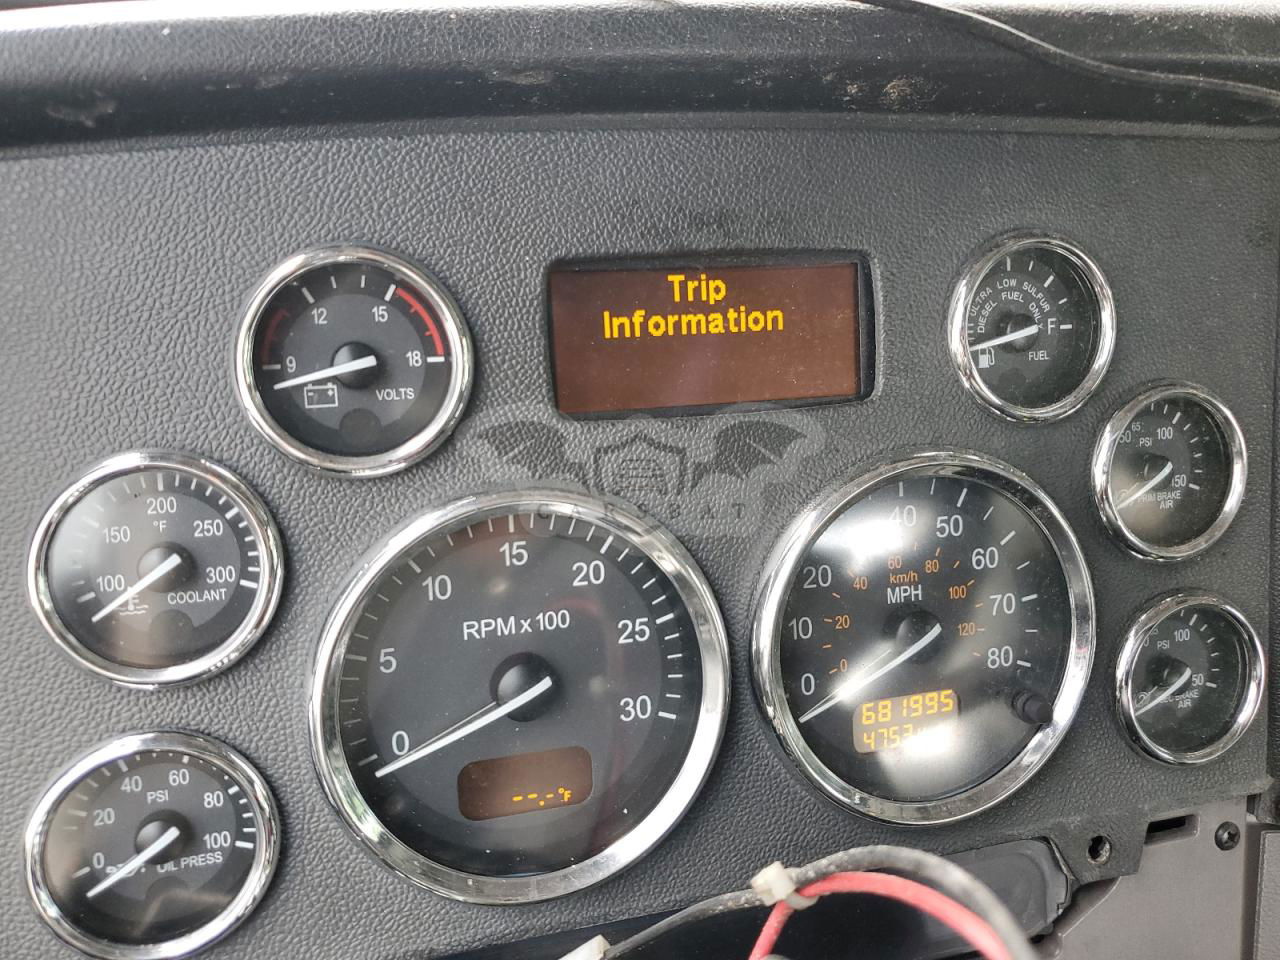 Trip
Information
12
15
9
18
VOLTS
ULTRA LOW SULFUR
DIESEL FUEL ONLY
F
FUEL
200
°F
150
250
100
300
COOLANT
15
10
20
RPM x 100
5
25
30
0
--.-°F
40
50
60
80
60
km/h
20
40
100
MPH
70
10
20
120
80
0
0
681995
65
100
PSI
PRIM BRAKE
AIR
100
PSI
BRAKE
AIR
60
40
PSI
80
20
100
0
OIL PRESS